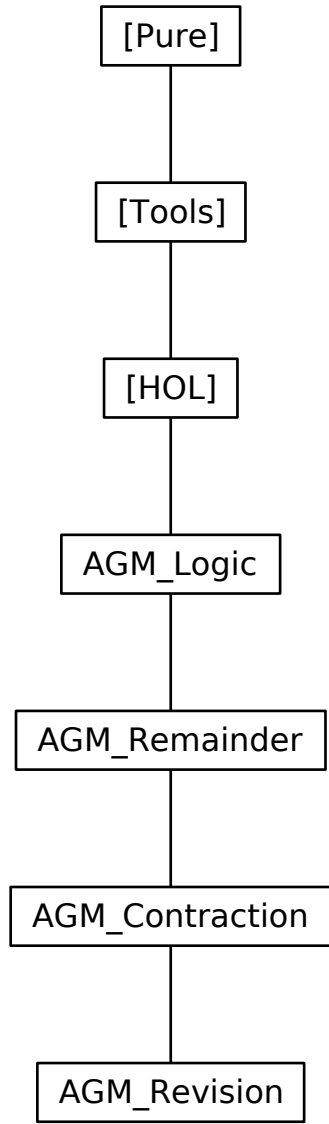 [Pure]
[Tools]
[HOL]
AGM_Logic
AGM_Remainder
AGM_Contraction
AGM_Revision